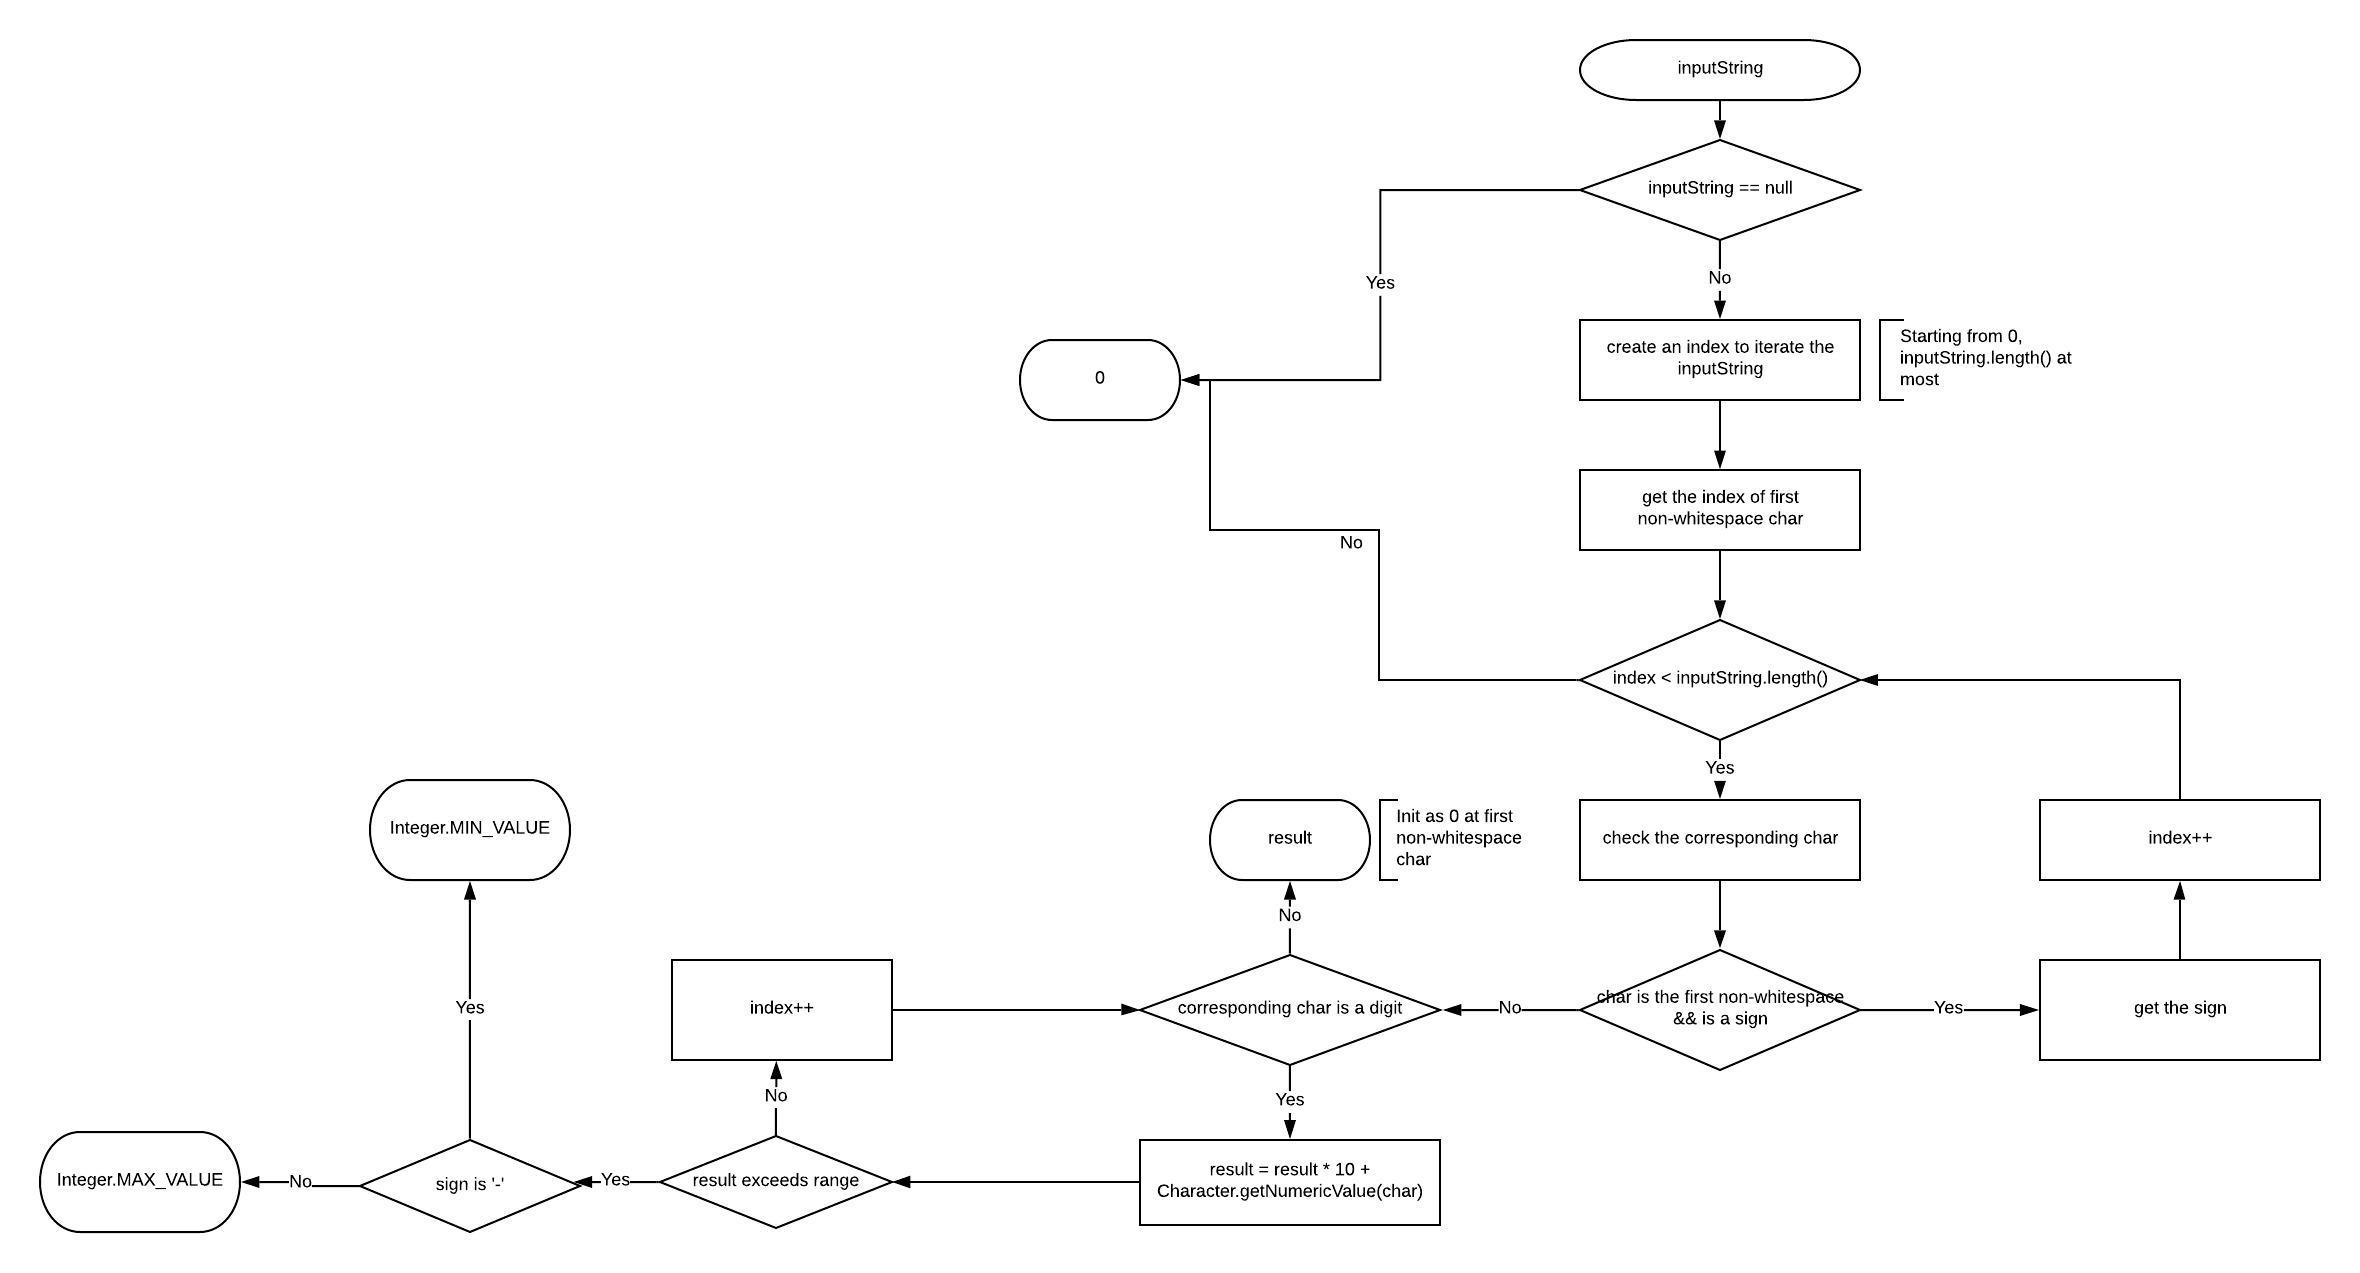 inputString
inputString == null
Yes
No
create an index to iterate the
inputString
Starting from 0,
inputString.length() at
most
0
get the index of first
non-whitespace char
No
index < inputString.length()
Yes
Integer.MIN_VALUE
result
Init as 0 at first
non-whitespace
char
check the corresponding char
index++
No
Yes
index++
corresponding char is a digit
No
char is the first non-whitespace
&& is a sign
Yes
get the sign
No
Yes
Integer.MAX_VALUE
No
sign is '-'
Yes
result exceeds range
result = result * 10 +
Character.getNumericValue(char)